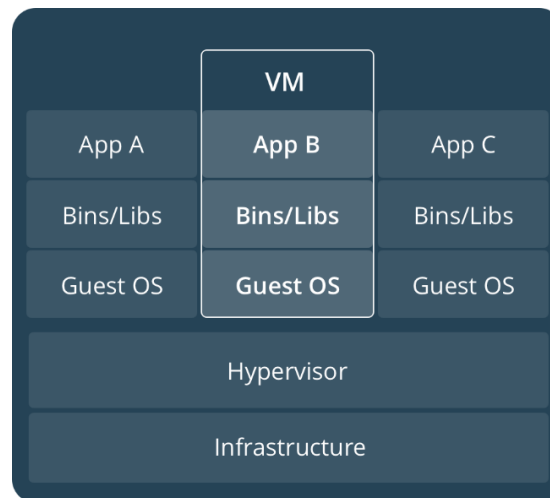 VM
App A App B App C
Bins/Libs Bins/Libs Bins/Libs
Guest OS Guest OS Guest OS
Hypervisor
Infrastructure